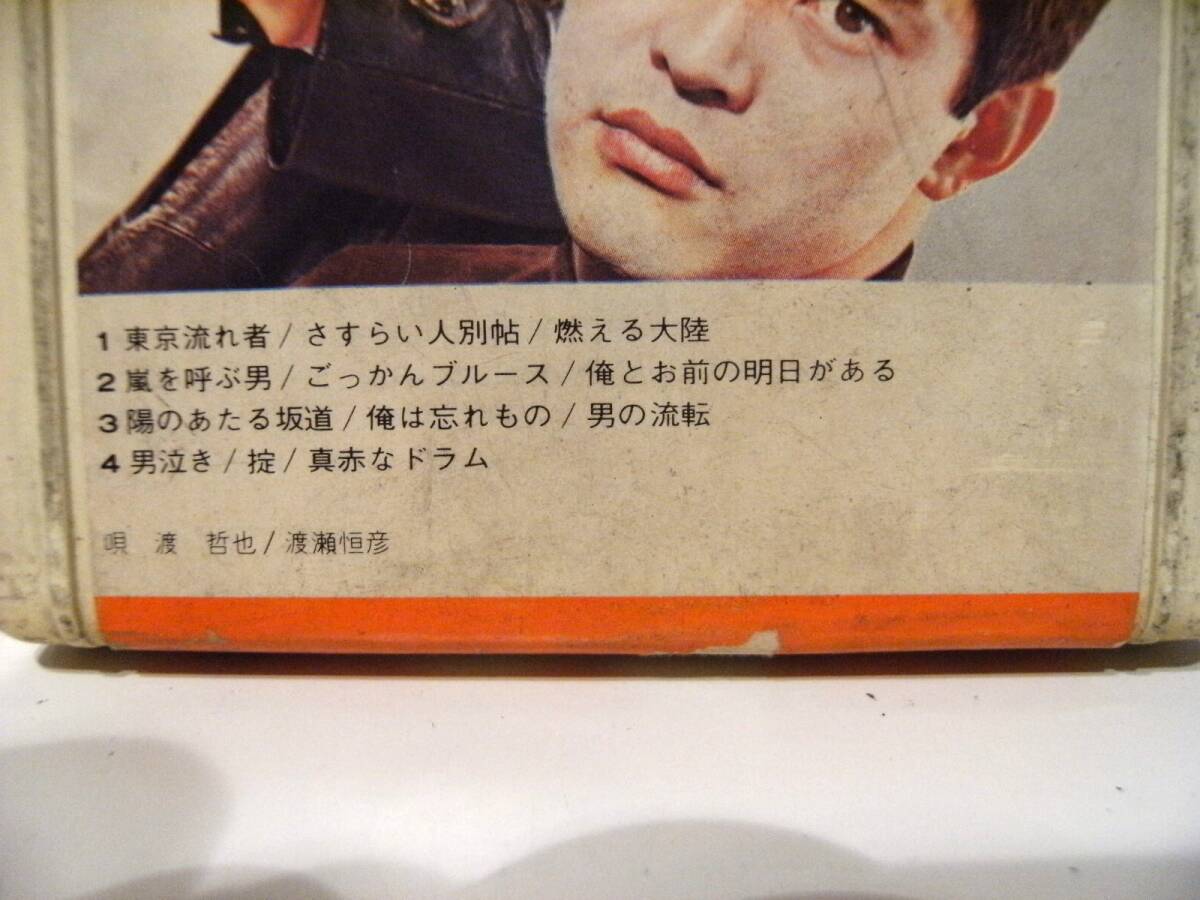 1 東京流れ者/さすらい人別帖/燃える大陸
2 嵐を呼ぶ男/ごっかんブルース/俺とお前の明日がある
3 陽のあたる坂道/俺は忘れもの/男の流転
4 男泣き/掟/真赤なドラム
唄 渡 哲也/渡瀬恒彦